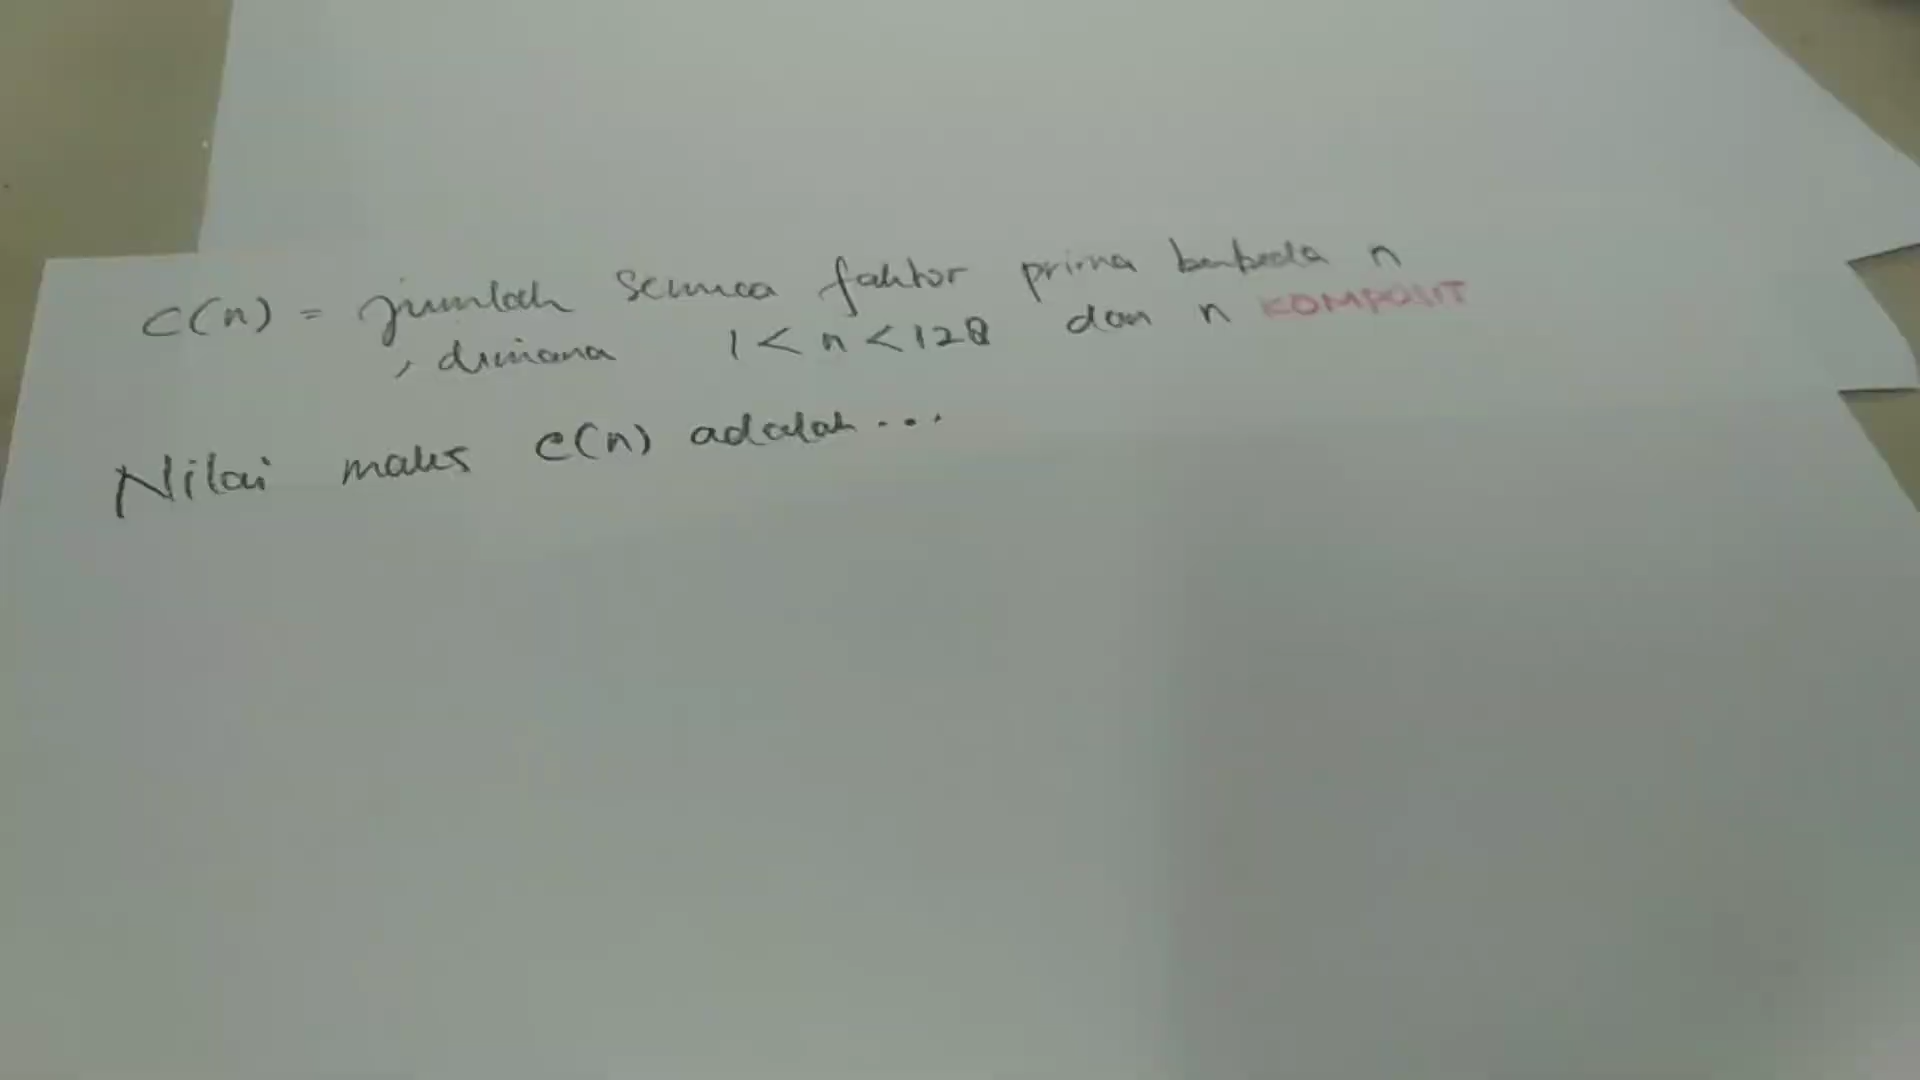 C(n) = jumlah semua faktor prima berbeda n
, dimana 1 < n < 128 dan n KOMPOSIT
Nilai maks C(n) adalah...